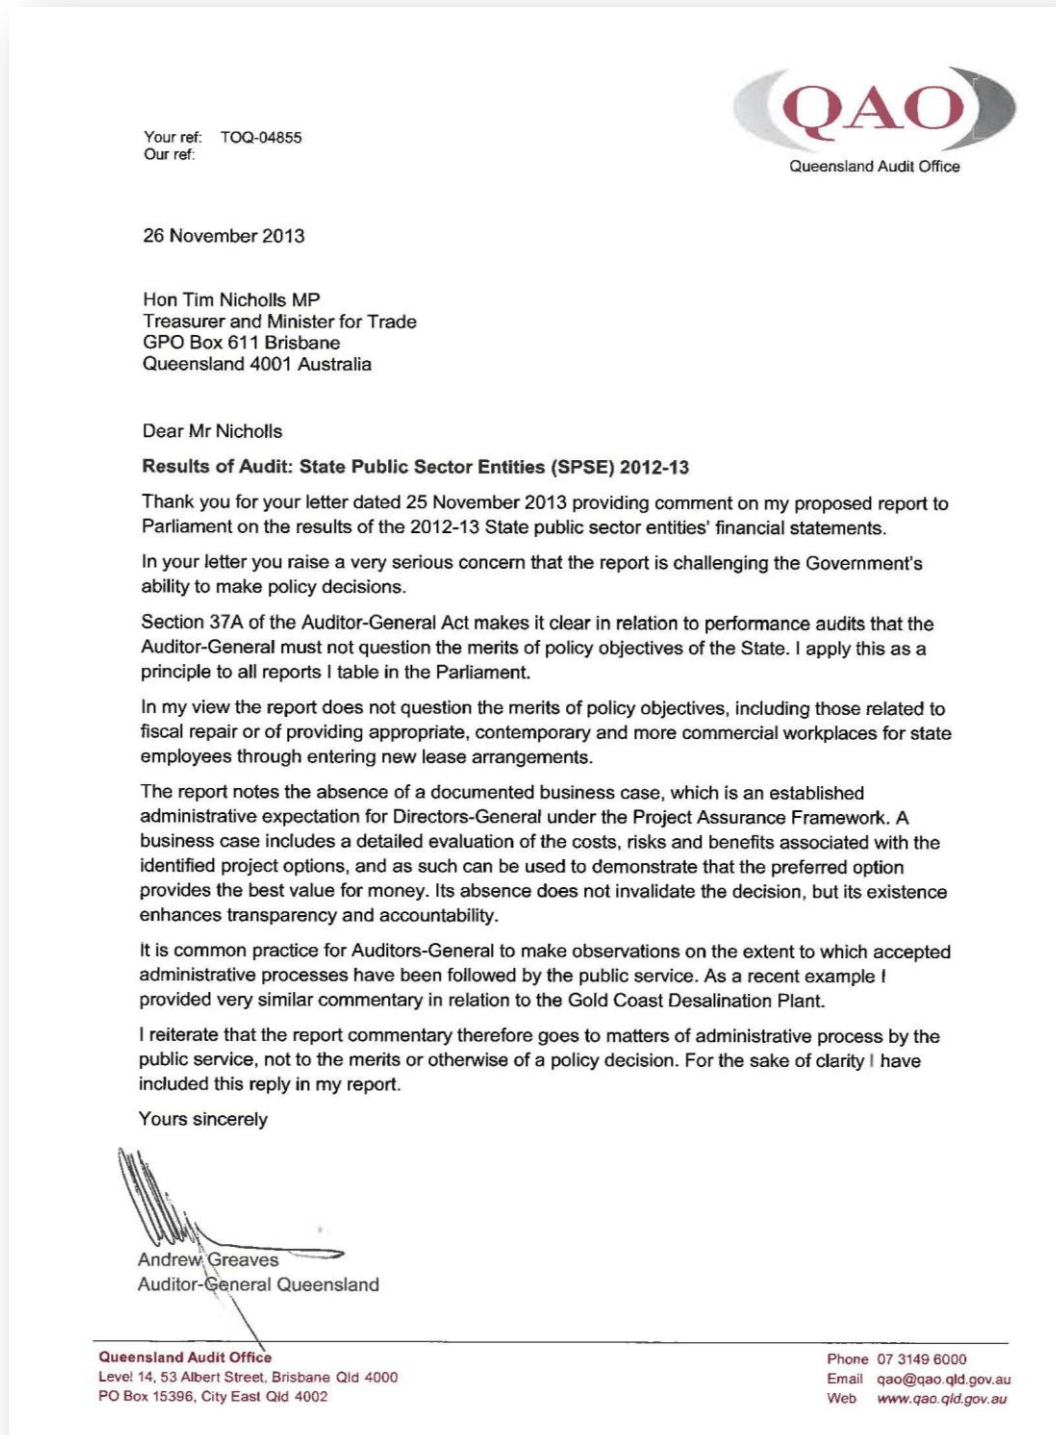 QAO
Queensland Audit Office
Your ref: TOQ-04855
Our ref:
26 November 2013
Hon Tim Nicholls MP
Treasurer and Minister for Trade
GPO Box 611 Brisbane
Queensland 4001 Australia
Dear Mr Nicholls
Results of Audit: State Public Sector Entities (SPSE) 2012-13
Thank you for your letter dated 25 November 2013 providing comment on my proposed report to
Parliament on the results of the 2012-13 State public sector entities' financial statements.
In your letter you raise a very serious concern that the report is challenging the Government's
ability to make policy decisions.
Section 37A of the Auditor-General Act makes it clear in relation to performance audits that the
Auditor-General must not question the merits of policy objectives of the State. I apply this as a
principle to all reports I table in the Parliament.
In my view the report does not question the merits of policy objectives, including those related to
fiscal repair or of providing appropriate, contemporary and more commercial workplaces for state
employees through entering new lease arrangements.
The report notes the absence of a documented business case, which is an established
administrative expectation for Directors-General under the Project Assurance Framework. A
business case includes a detailed evaluation of the costs, risks and benefits associated with the
identified project options, and as such can be used to demonstrate that the preferred option
provides the best value for money. Its absence does not invalidate the decision, but its existence
enhances transparency and accountability.
It is common practice for Auditors-General to make observations on the extent to which accepted
administrative processes have been followed by the public service. As a recent example I
provided very similar commentary in relation to the Gold Coast Desalination Plant.
I reiterate that the report commentary therefore goes to matters of administrative process by the
public service, not to the merits or otherwise of a policy decision. For the sake of clarity I have
included this reply in my report.
Yours sincerely
Andrew Greaves
Auditor-General Queensland
Queensland Audit Office
Level 14, 53 Albert Street, Brisbane Qld 4000
PO Box 15396, City East Qld 4002
Phone 07 3149 6000
Email qao@qao.qld.gov.au
Web www.qao.qld.gov.au